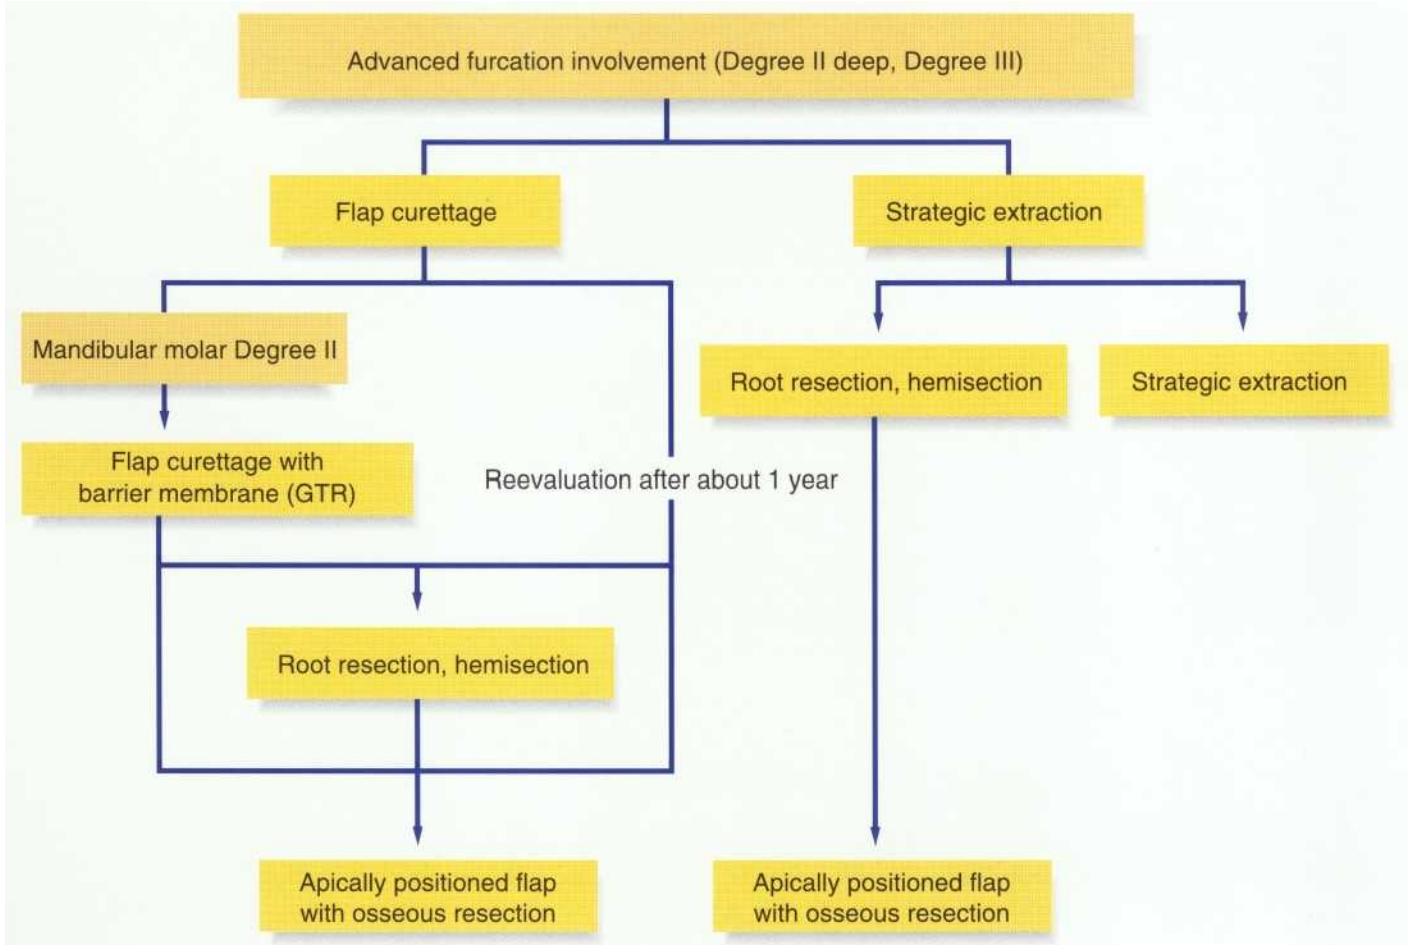 Advanced furcation involvement (Degree II deep, Degree III)
Flap curettage
Strategic extraction
Mandibular molar Degree II
Root resection, hemisection
Strategic extraction
Flap curettage with
barrier membrane (GTR)
Reevaluation after about 1 year
Root resection, hemisection
Apically positioned flap
with osseous resection
Apically positioned flap
with osseous resection